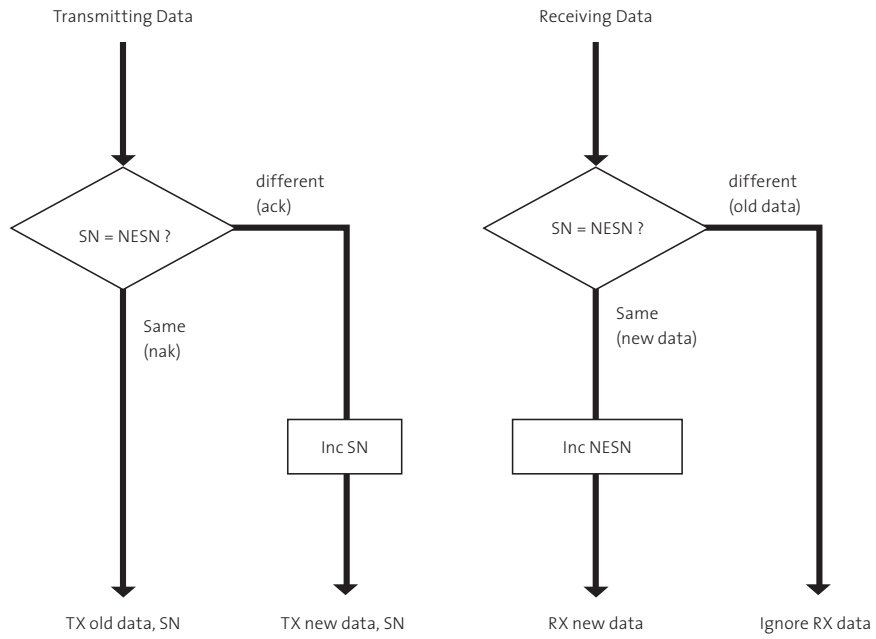 Transmitting Data
SN = NESN ?
different
(ack)
Same
(nak)
Inc SN
TX old data, SN
TX new data, SN
Receiving Data
SN = NESN ?
different
(old data)
Same
(new data)
Inc NESN
RX new data
Ignore RX data